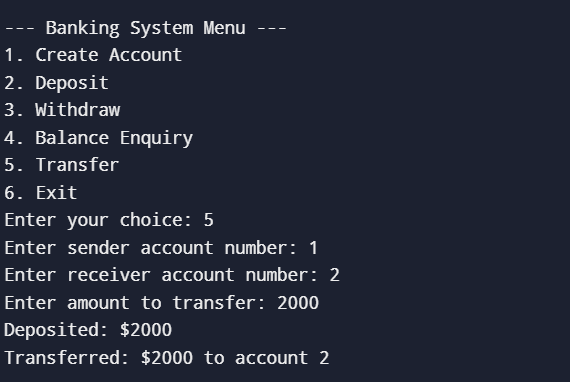 --- Banking System Menu ---
1. Create Account
2. Deposit
3. Withdraw
4. Balance Enquiry
5. Transfer
6. Exit
Enter your choice: 5
Enter sender account number: 1
Enter receiver account number: 2
Enter amount to transfer: 2000
Deposited: $2000
Transferred: $2000 to account 2